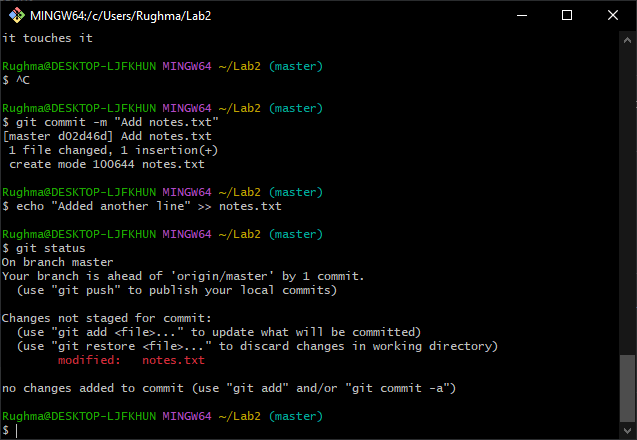 MINGW64:/c/Users/Rughma/Lab2
it touches it
Rughma@DESKTOP-LJFKHUN MINGW64 ~/Lab2 (master)
$ ^C
Rughma@DESKTOP-LJFKHUN MINGW64 ~/Lab2 (master)
$ git commit -m "Add notes.txt"
[master d02d46d] Add notes.txt
 1 file changed, 1 insertion(+)
 create mode 100644 notes.txt
Rughma@DESKTOP-LJFKHUN MINGW64 ~/Lab2 (master)
$ echo "Added another line" >> notes.txt
Rughma@DESKTOP-LJFKHUN MINGW64 ~/Lab2 (master)
$ git status
On branch master
Your branch is ahead of 'origin/master' by 1 commit.
  (use "git push" to publish your local commits)
Changes not staged for commit:
  (use "git add <file>..." to update what will be committed)
  (use "git restore <file>..." to discard changes in working directory)
        modified:   notes.txt
no changes added to commit (use "git add" and/or "git commit -a")
Rughma@DESKTOP-LJFKHUN MINGW64 ~/Lab2 (master)
$